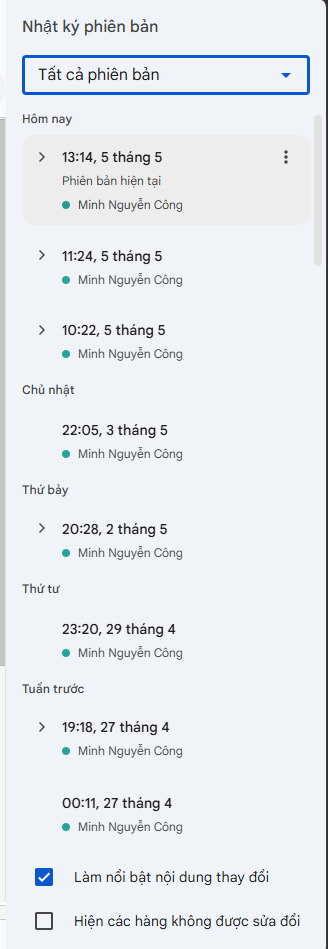 Nhật ký phiên bản
Tất cả phiên bản
Hôm nay
13:14, 5 tháng 5
Phiên bản hiện tại
Minh Nguyễn Công
11:24, 5 tháng 5
Minh Nguyễn Công
10:22, 5 tháng 5
Minh Nguyễn Công
Chủ nhật
22:05, 3 tháng 5
Minh Nguyễn Công
Thứ bảy
20:28, 2 tháng 5
Minh Nguyễn Công
Thứ tư
23:20, 29 tháng 4
Minh Nguyễn Công
Tuần trước
19:18, 27 tháng 4
Minh Nguyễn Công
00:11, 27 tháng 4
Minh Nguyễn Công
Làm nổi bật nội dung thay đổi
Hiện các hàng không được sửa đổi